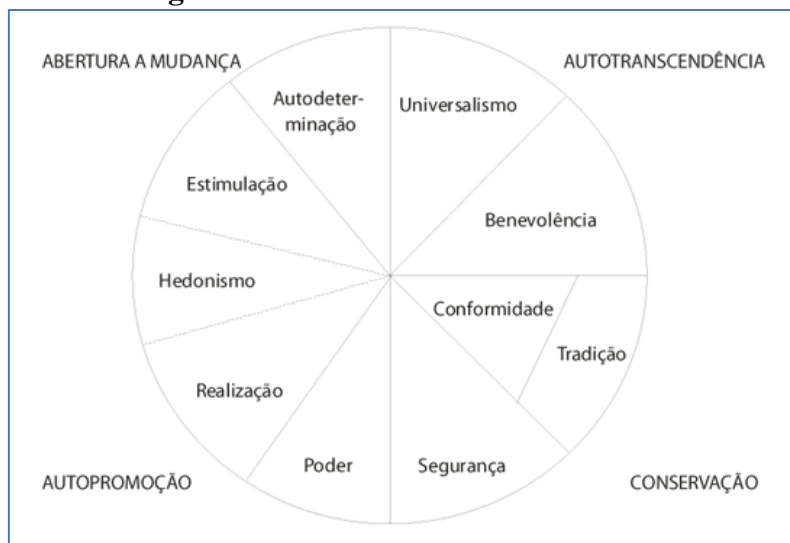 ABERTURA A MUDANÇA
AUTOTRANSCENDÊNCIA
Autodeter-
minação
Universalismo
Estimulação
Benevolência
Hedonismo
Conformidade
Tradição
Realização
Poder
Segurança
AUTOPROMOÇÃO
CONSERVAÇÃO